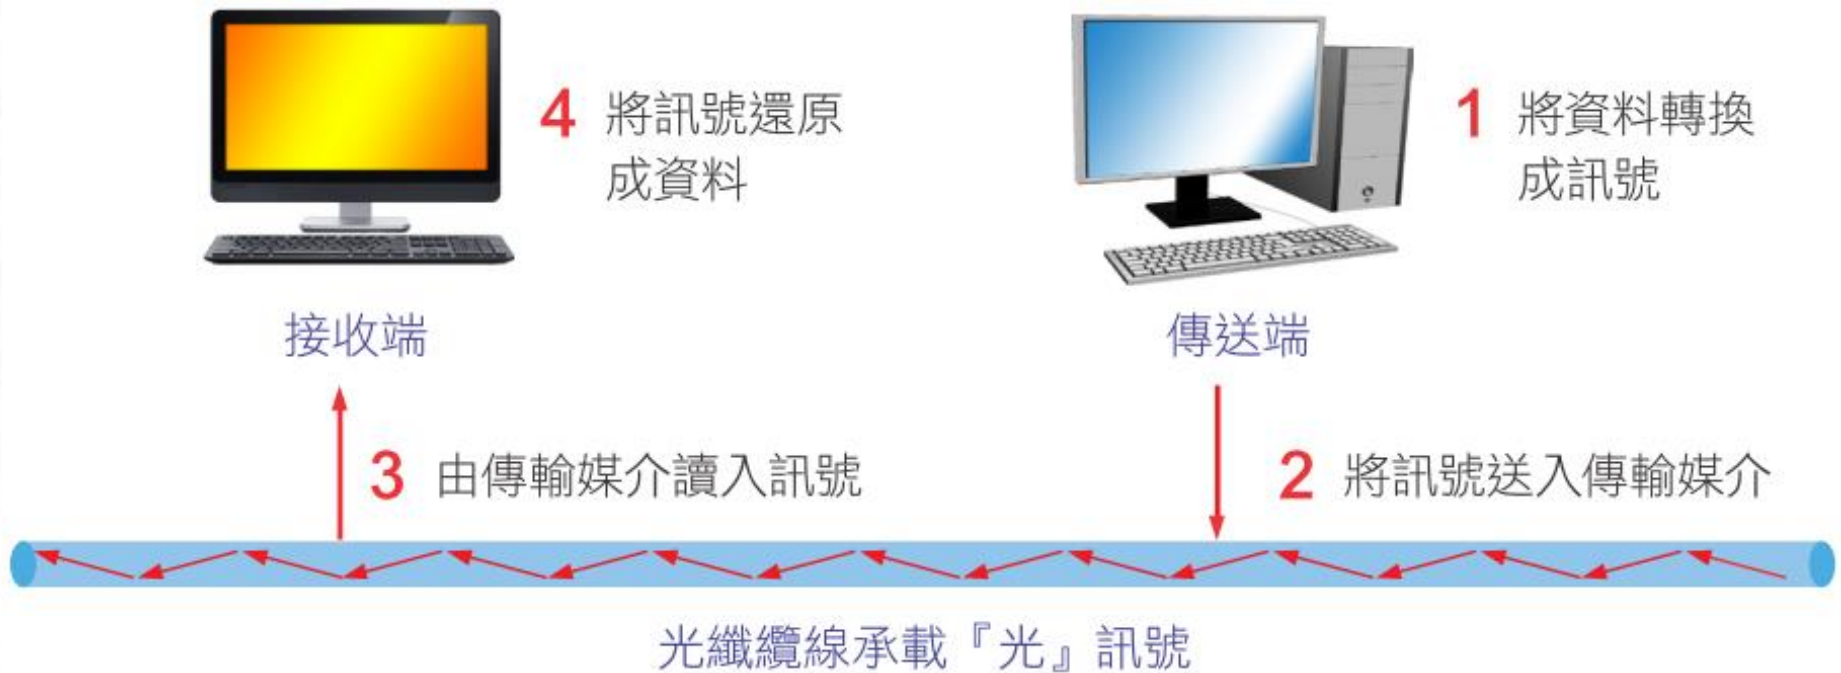 4 將訊號還原
成資料
1 將資料轉換
成訊號
接收端
傳送端
3 由傳輸媒介讀入訊號
2 將訊號送入傳輸媒介
光纖纜線承載『光』訊號